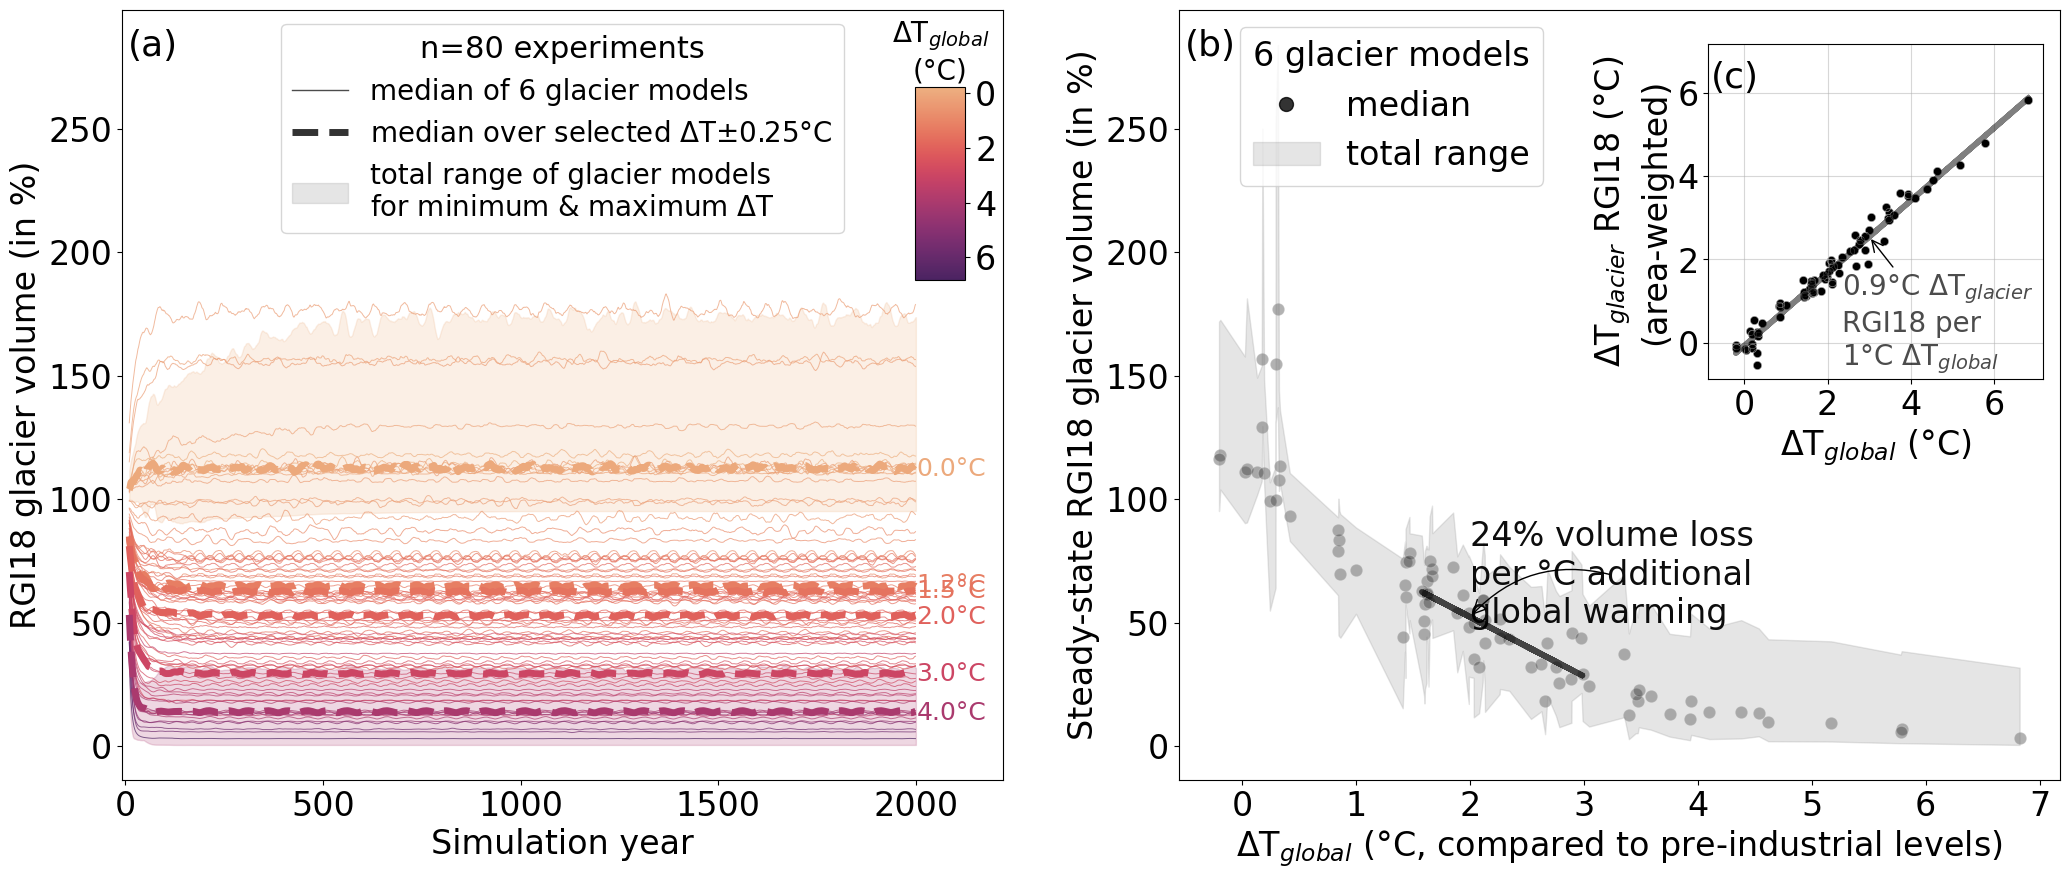 (a)
n=80 experiments
median of 6 glacier models
median over selected ΔT±0.25°C
total range of glacier models
for minimum & maximum ΔT
ΔTglobal
(°C)
0
2
4
6
RGI18 glacier volume (in %)
250
200
150
100
50
0
0.0°C
1.2°C
1.5°C
2.0°C
3.0°C
4.0°C
0 500 1000 1500 2000
Simulation year
(b)
6 glacier models
median
total range
Steady-state RGI18 glacier volume (in %)
250
200
150
100
50
0
24% volume loss
per °C additional
global warming
0 1 2 3 4 5 6 7
ΔTglobal (°C, compared to pre-industrial levels)
(c)
ΔTglacier RGI18 (°C)
(area-weighted)
6
4
2
0
0.9°C ΔTglacier
RGI18 per
1°C ΔTglobal
0 2 4 6
ΔTglobal (°C)